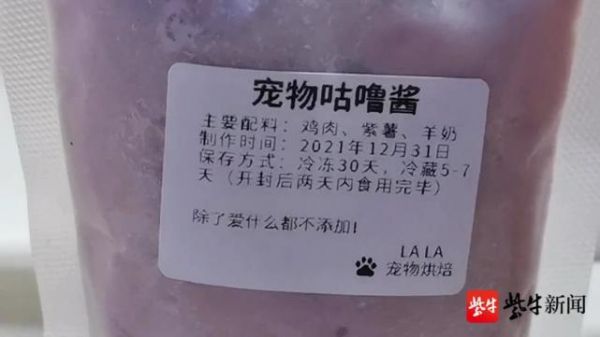 宠物咕噜酱
主要配料：鸡肉、紫薯、羊奶
制作时间：2021年12月31日
保存方式：冷冻30天，冷藏5-7
天（开封后两天内食用完毕）
除了爱什么都不添加！
LA LA
宠物烘焙
紫牛 紫牛新闻